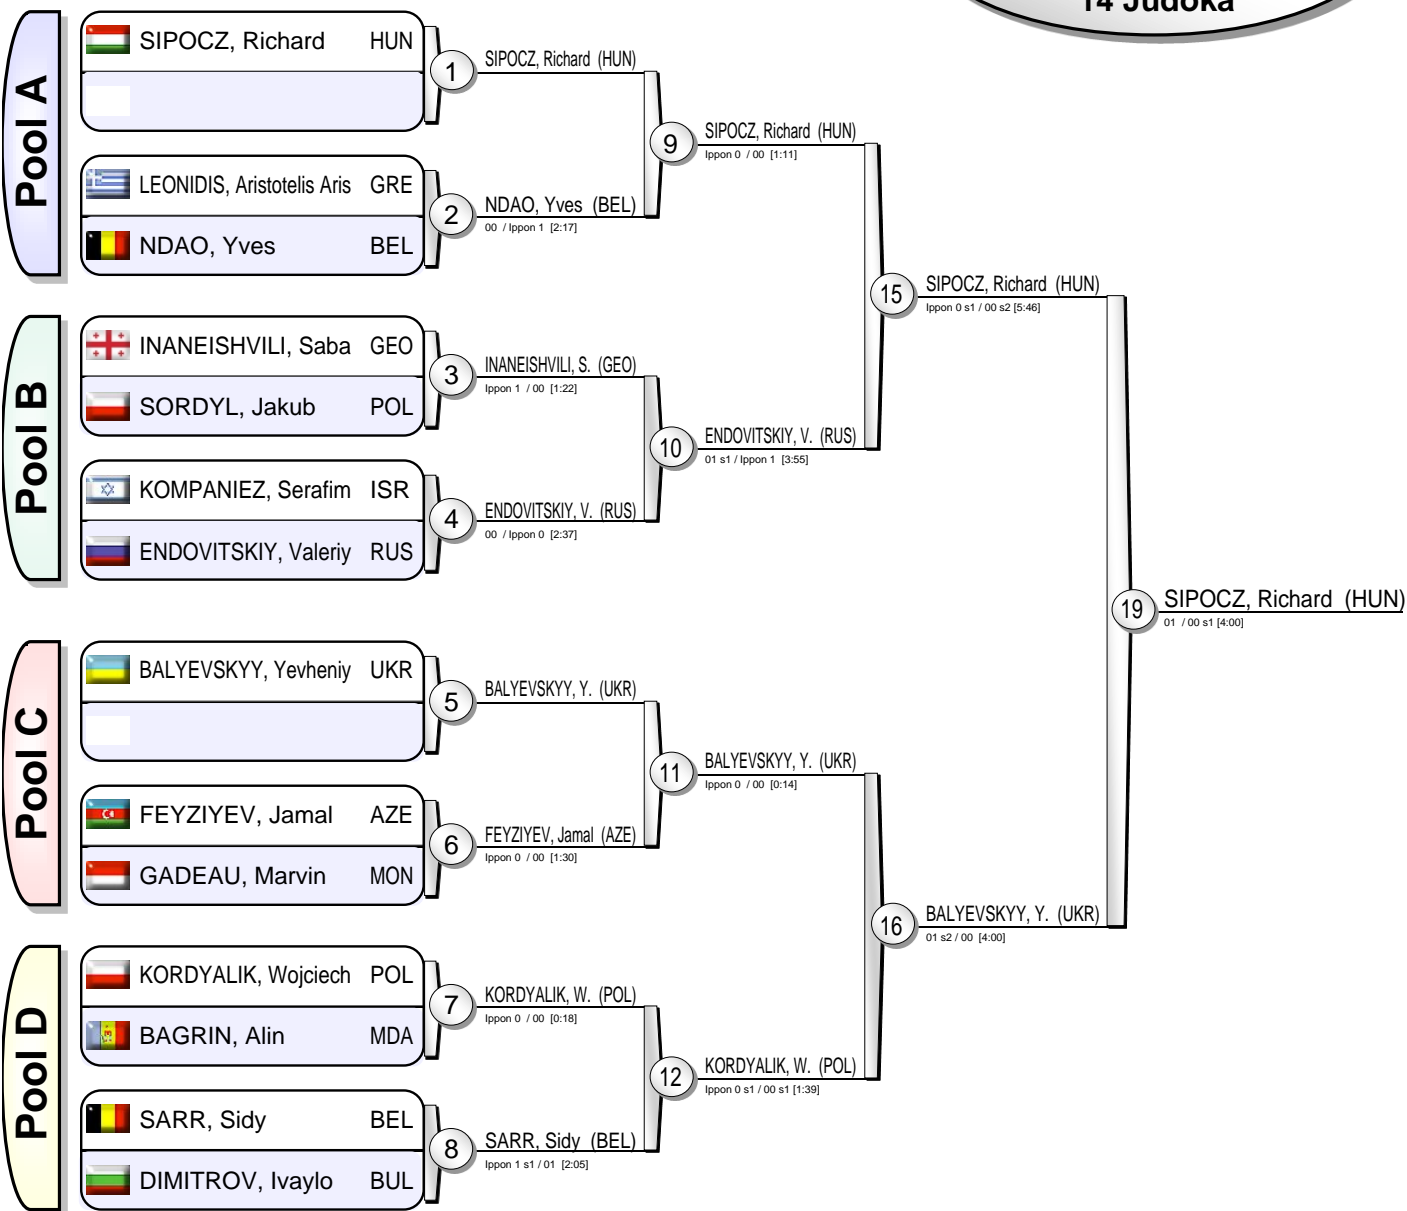 14 Judoka
Pool A
SIPOCZ, Richard HUN
1
SIPOCZ, Richard (HUN)
LEONIDIS, Aristotelis Aris GRE
NDAO, Yves BEL
2
NDAO, Yves (BEL)
00 / Ippon 1 [2:17]
9
SIPOCZ, Richard (HUN)
Ippon 0 / 00 [1:11]
Pool B
INANEISHVILI, Saba GEO
SORDYL, Jakub POL
3
INANEISHVILI, S. (GEO)
Ippon 1 / 00 [1:22]
KOMPANIEZ, Serafim ISR
ENDOVITSKIY, Valeriy RUS
4
ENDOVITSKIY, V. (RUS)
00 / Ippon 0 [2:37]
10
ENDOVITSKIY, V. (RUS)
01 s1 / Ippon 1 [3:55]
15
SIPOCZ, Richard (HUN)
Ippon 0 s1 / 00 s2 [5:46]
Pool C
BALYEVSKYY, Yevheniy UKR
5
BALYEVSKYY, Y. (UKR)
FEYZIYEV, Jamal AZE
GADEAU, Marvin MON
6
FEYZIYEV, Jamal (AZE)
Ippon 0 / 00 [1:30]
11
BALYEVSKYY, Y. (UKR)
Ippon 0 / 00 [0:14]
Pool D
KORDYALIK, Wojciech POL
BAGRIN, Alin MDA
7
KORDYALIK, W. (POL)
Ippon 0 / 00 [0:18]
SARR, Sidy BEL
DIMITROV, Ivaylo BUL
8
SARR, Sidy (BEL)
Ippon 1 s1 / 01 [2:05]
12
KORDYALIK, W. (POL)
Ippon 0 s1 / 00 s1 [1:39]
16
BALYEVSKYY, Y. (UKR)
01 s2 / 00 [4:00]
19
SIPOCZ, Richard (HUN)
01 / 00 s1 [4:00]